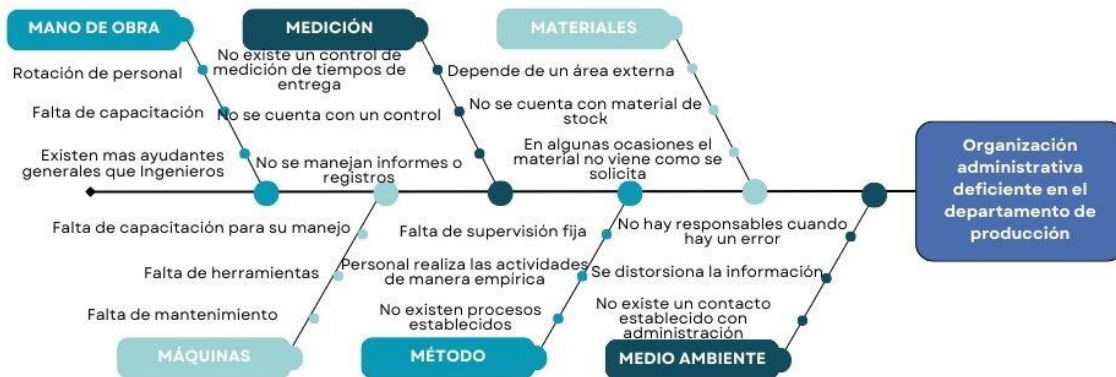 MANO DE OBRA
Rotación de personal
Falta de capacitación
Existen mas ayudantes
generales que Ingenieros
MEDICIÓN
No existe un control de
medición de tiempos de
entrega
No se cuenta con un control
No se manejan informes o
registros
MATERIALES
Depende de un área externa
No se cuenta con material de
stock
En algunas ocasiones el
material no viene como se
solicita
Organización
administrativa
deficiente en el
departamento de
producción
Falta de capacitación para su manejo
Falta de herramientas
Falta de mantenimiento
MÁQUINAS
Falta de supervisión fija
Personal realiza las actividades
de manera empírica
No existen procesos
establecidos
MÉTODO
No hay responsables cuando
hay un error
Se distorsiona la información
No existe un contacto
establecido con
administración
MEDIO AMBIENTE